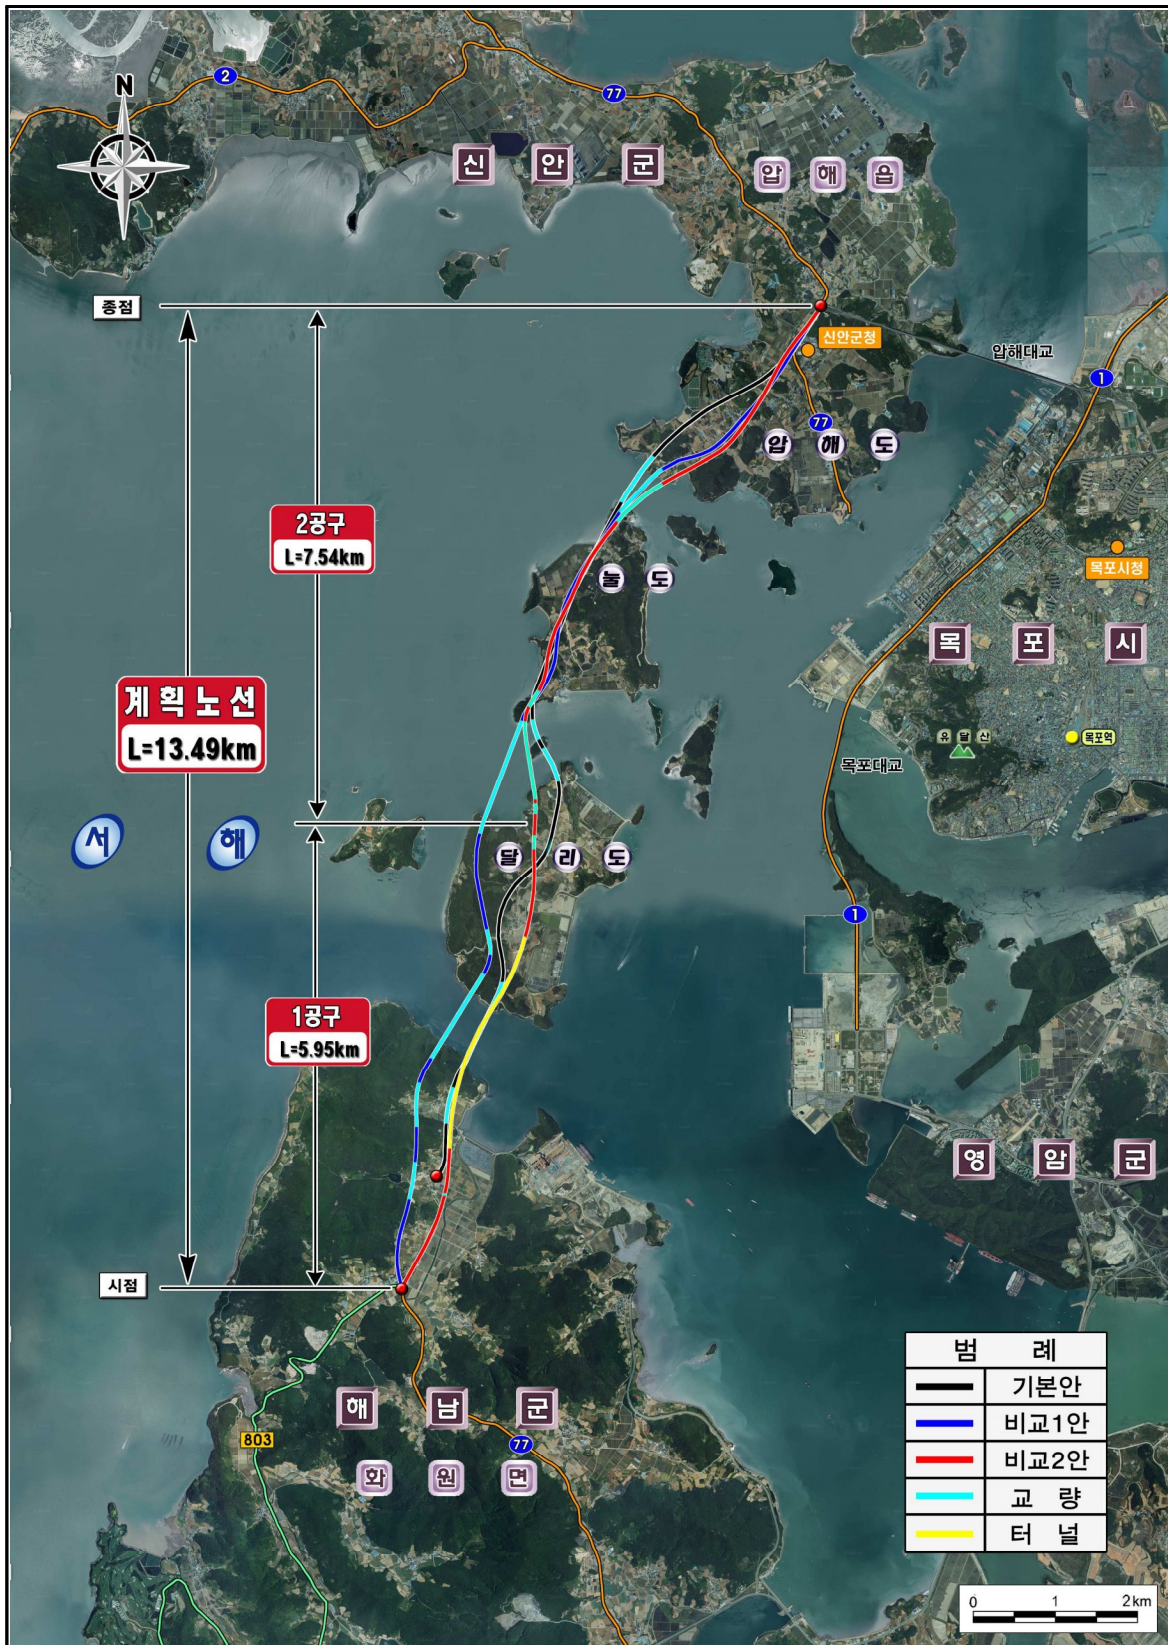 N
2
77
신 안 군
압 해 읍
종점
신안군청
압해대교
1
77
압 해 도
2공구
L=7.54km
목포시청
눌 도
목 포 시
계획노선
L=13.49km
유 달 산
목포역
목포대교
서 해
달 리 도
1
1공구
L=5.95km
영 암 군
시점
범 례
기본안
비교1안
비교2안
교 량
터 널
해 남 군
803
77
화 원 면
0 1 2km